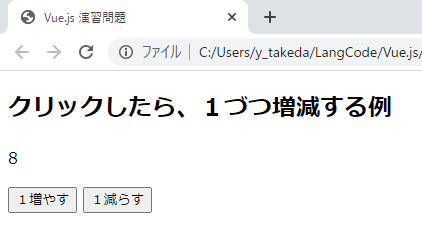 Vue.js 演習問題
ファイル | C:/Users/y_takeda/LangCode/Vue.js/
クリックしたら、１づつ増減する例
8
１増やす １減らす